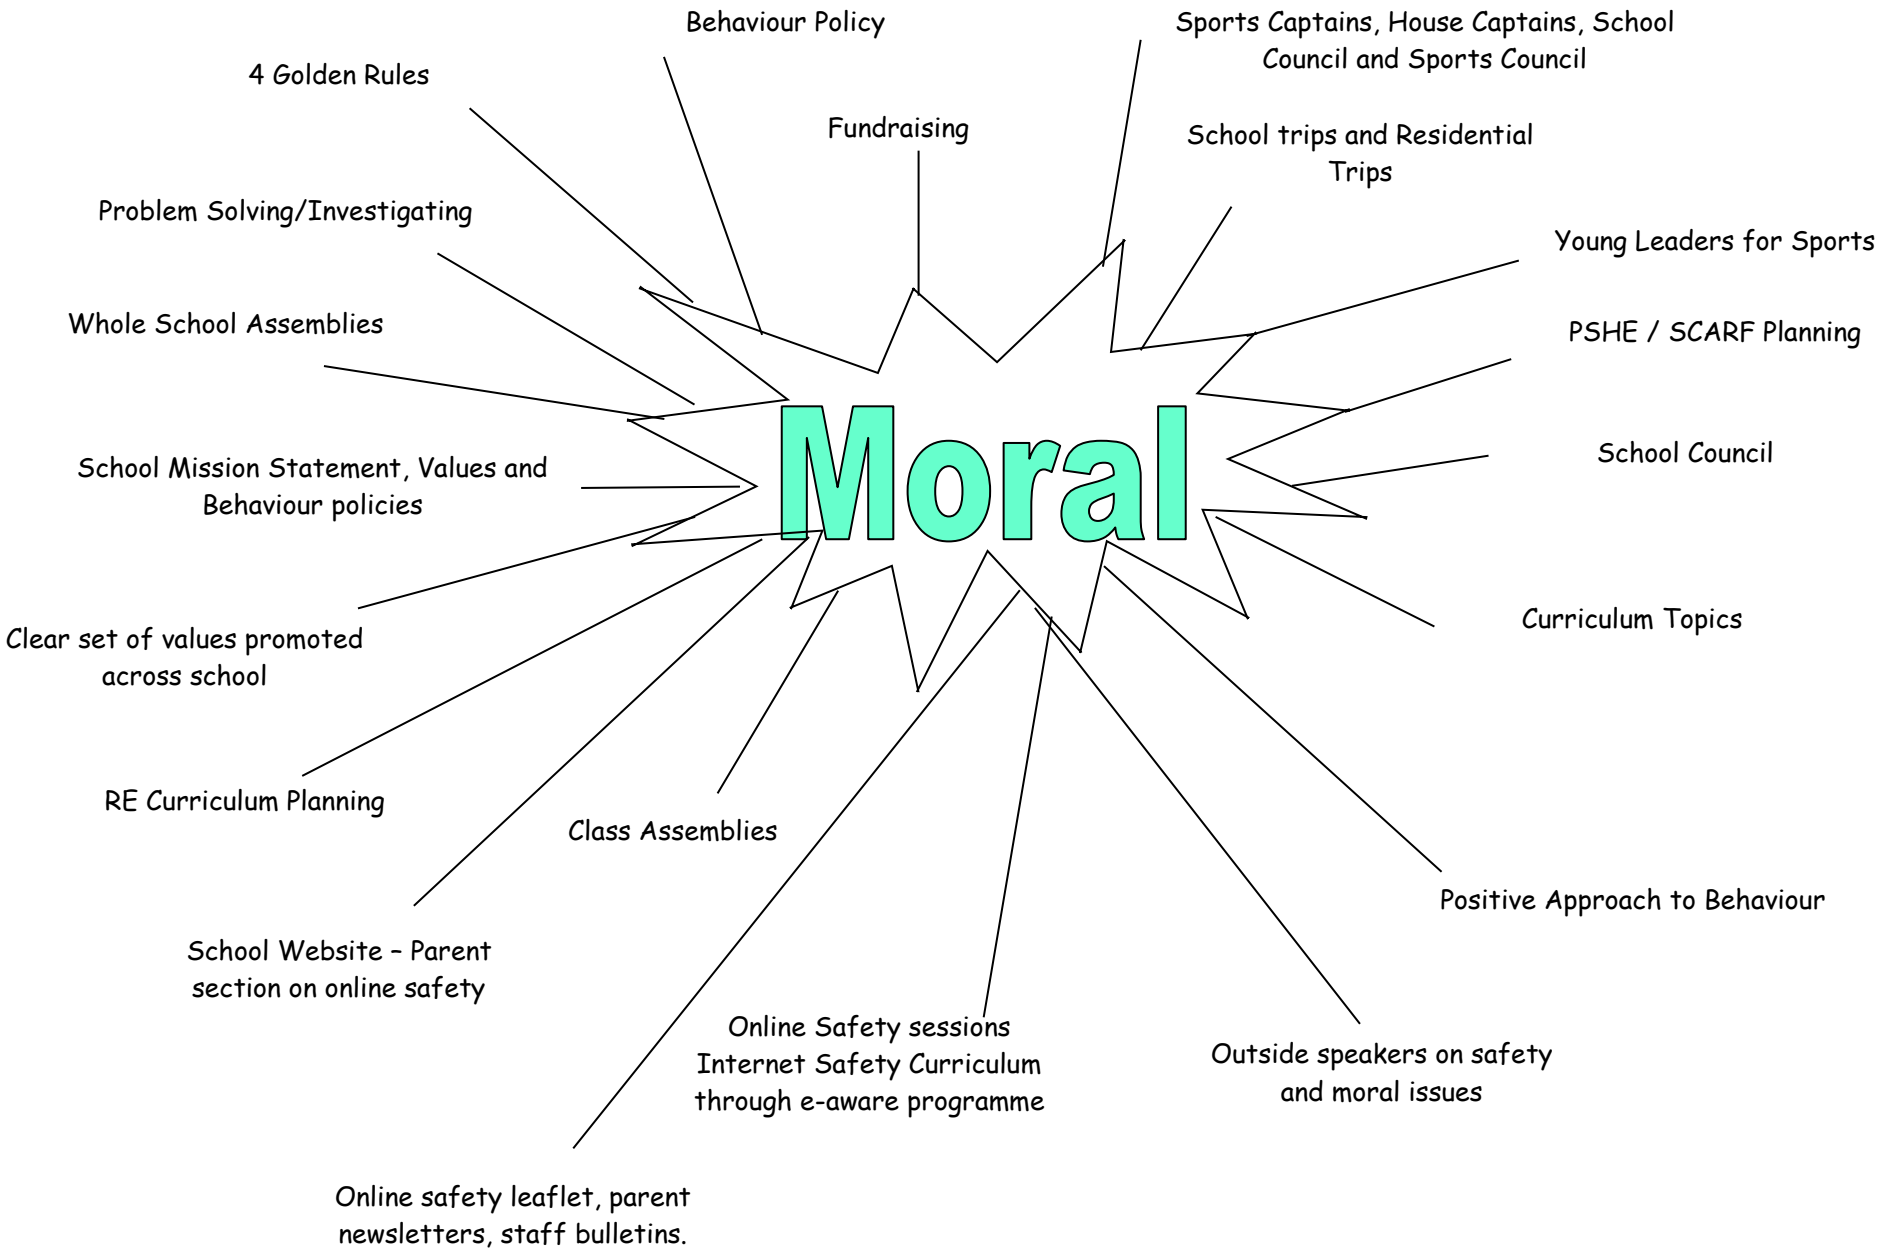 Behaviour Policy
Sports Captains, House Captains, School
Council and Sports Council
4 Golden Rules
Fundraising
School trips and Residential
Trips
Problem Solving/Investigating
Young Leaders for Sports
Whole School Assemblies
PSHE / SCARF Planning
Moral
School Mission Statement, Values and
Behaviour policies
School Council
Clear set of values promoted
across school
Curriculum Topics
RE Curriculum Planning
Class Assemblies
Positive Approach to Behaviour
School Website – Parent
section on online safety
Online Safety sessions
Internet Safety Curriculum
through e-aware programme
Outside speakers on safety
and moral issues
Online safety leaflet, parent
newsletters, staff bulletins.